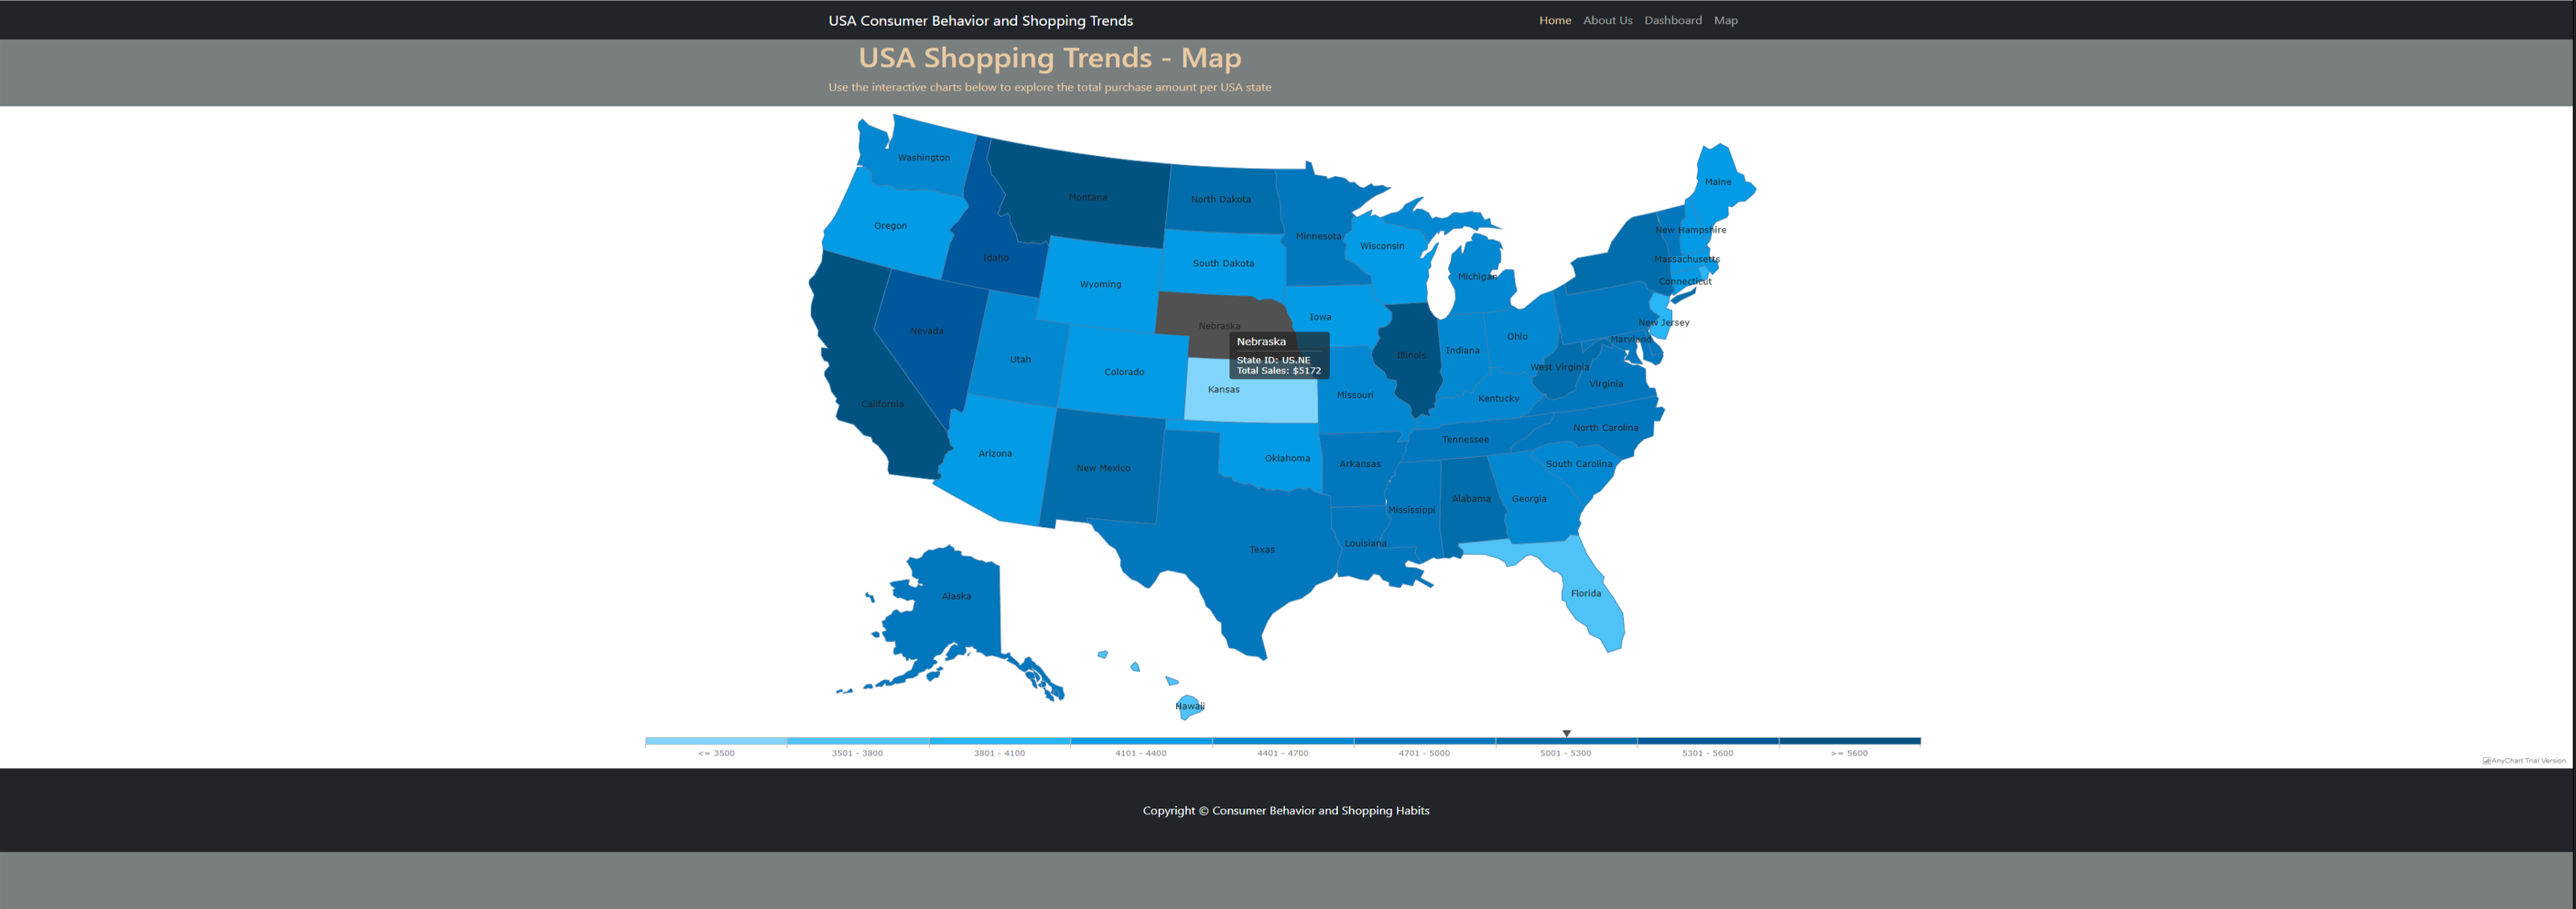 USA Consumer Behavior and Shopping Trends
Home About Us Dashboard Map
USA Shopping Trends - Map
Use the interactive charts below to explore the total purchase amount per USA state
Washington
Montana
North Dakota
Minnesota
Maine
Oregon
Idaho
Wyoming
South Dakota
Wisconsin
Michigan
New Hampshire
Massachusetts
Connecticut
Nevada
Utah
Colorado
Nebraska
Iowa
Illinois
Indiana
Ohio
New Jersey
Maryland
West Virginia
Virginia
Nebraska
State ID: US.NE
Total Sales: $5172
California
Kansas
Missouri
Kentucky
North Carolina
Tennessee
South Carolina
Arizona
New Mexico
Oklahoma
Arkansas
Mississippi
Alabama
Georgia
Texas
Louisiana
Florida
Alaska
Hawaii
<= 3500
3501 - 3800
3801 - 4100
4101 - 4400
4401 - 4700
4701 - 5000
5001 - 5300
5301 - 5600
>= 5600
AnyChart Trial Version
Copyright © Consumer Behavior and Shopping Habits